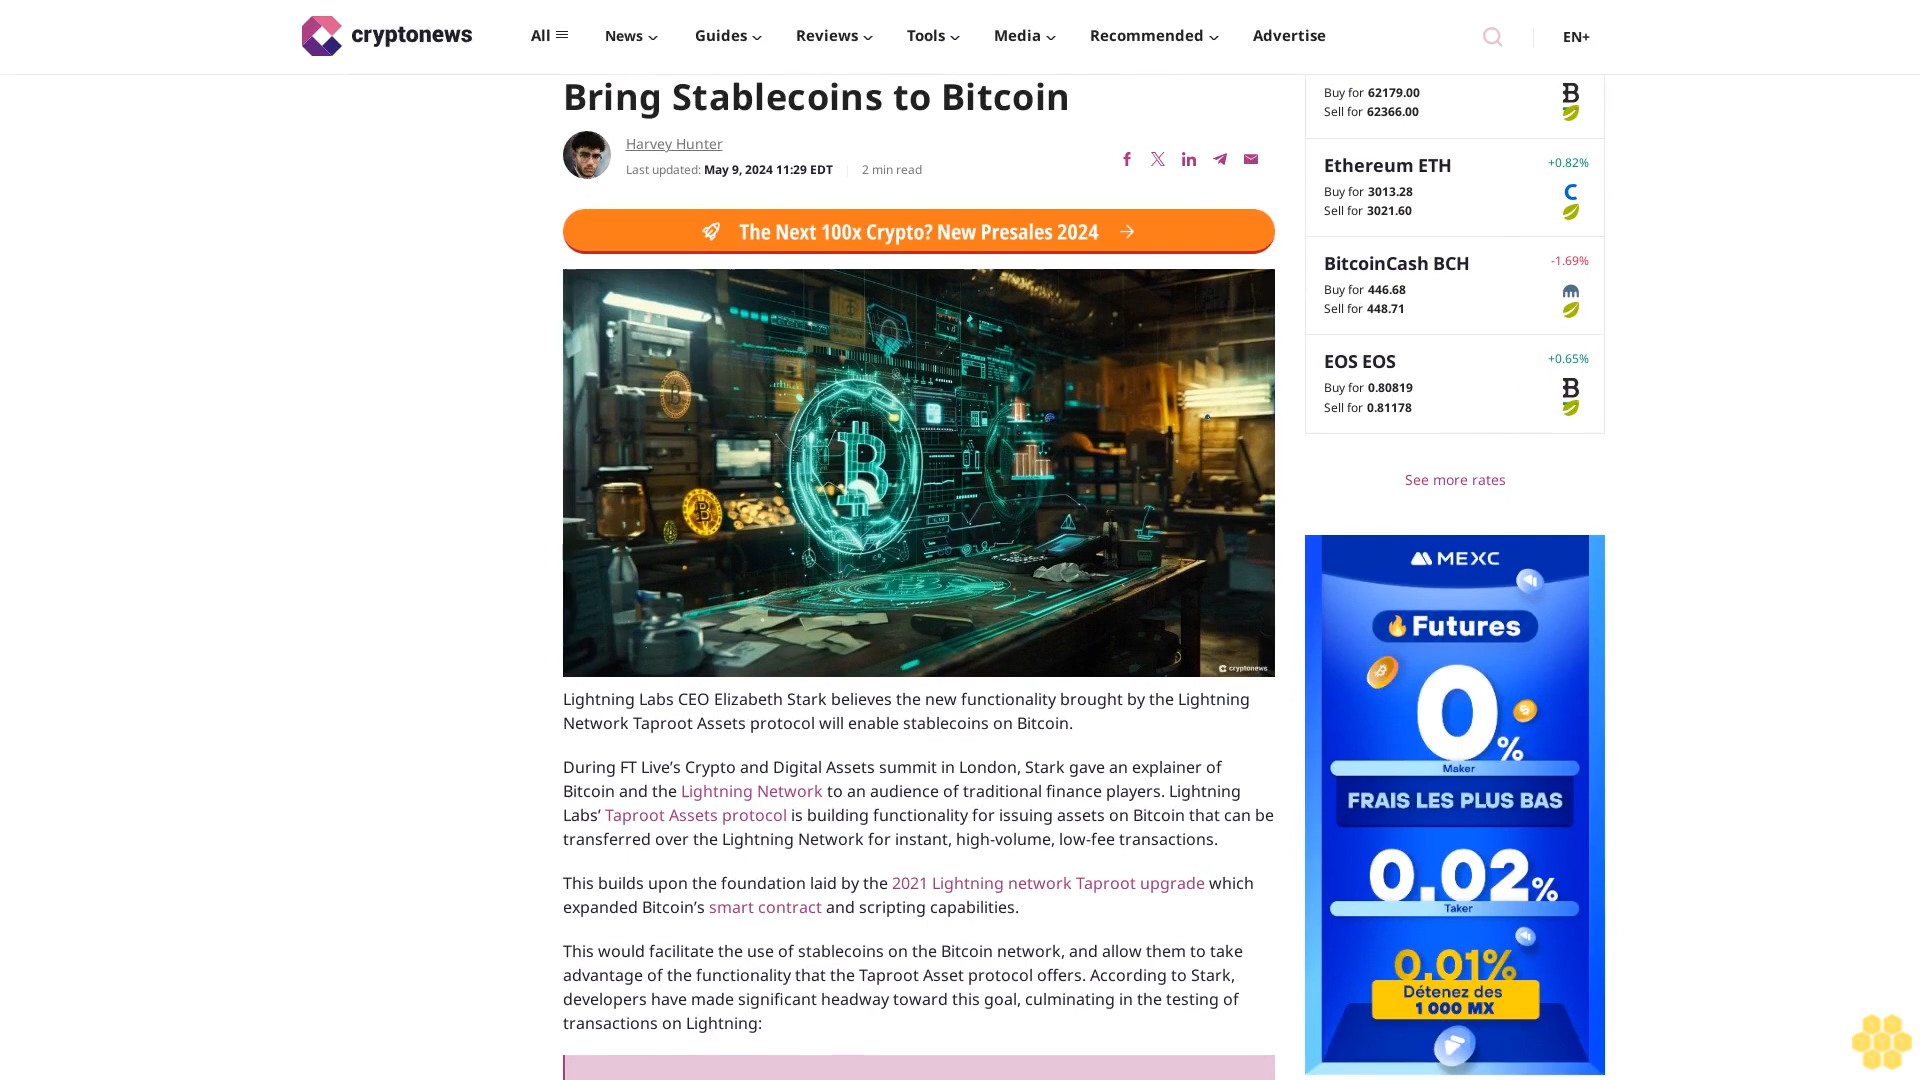 cryptonews
All
News
Guides
Reviews
Tools
Media
Recommended
Advertise
EN+
Bring Stablecoins to Bitcoin
Harvey Hunter
Last updated: May 9, 2024 11:29 EDT
2 min read
The Next 100x Crypto? New Presales 2024
cryptonews
Lightning Labs CEO Elizabeth Stark believes the new functionality brought by the Lightning
Network Taproot Assets protocol will enable stablecoins on Bitcoin.
During FT Live’s Crypto and Digital Assets summit in London, Stark gave an explainer of
Bitcoin and the Lightning Network to an audience of traditional finance players. Lightning
Labs’ Taproot Assets protocol is building functionality for issuing assets on Bitcoin that can be
transferred over the Lightning Network for instant, high-volume, low-fee transactions.
This builds upon the foundation laid by the 2021 Lightning network Taproot upgrade which
expanded Bitcoin’s smart contract and scripting capabilities.
This would facilitate the use of stablecoins on the Bitcoin network, and allow them to take
advantage of the functionality that the Taproot Asset protocol offers. According to Stark,
developers have made significant headway toward this goal, culminating in the testing of
transactions on Lightning:
Buy for 62179.00
Sell for 62366.00
Ethereum ETH
+0.82%
Buy for 3013.28
Sell for 3021.60
BitcoinCash BCH
-1.69%
Buy for 446.68
Sell for 448.71
EOS EOS
+0.65%
Buy for 0.80819
Sell for 0.81178
See more rates
MEXC
Futures
0%
Maker
FRAIS LES PLUS BAS
0.02%
Taker
0.01%
Détenez des
1 000 MX